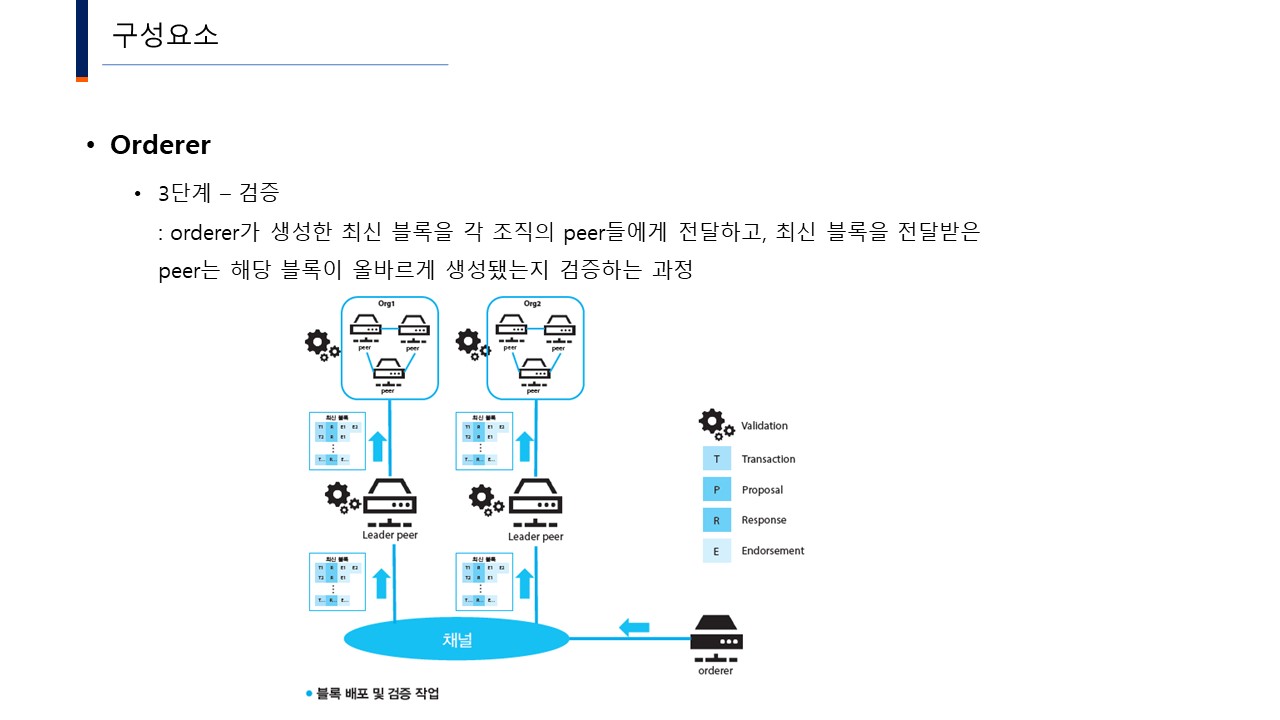 구성요소
• Orderer
• 3단계 – 검증
: orderer가 생성한 최신 블록을 각 조직의 peer들에게 전달하고, 최신 블록을 전달받은
peer는 해당 블록이 올바르게 생성됐는지 검증하는 과정
Org1
Org2
peer
peer
peer
peer
peer
peer
최신 블록
T1 R E1 E2
T2 R E1
⋮
T... R... E...
최신 블록
T1 R E1 E2
T2 R E1
⋮
T... R... E...
Validation
T Transaction
P Proposal
R Response
E Endorsement
Leader peer
Leader peer
최신 블록
T1 R E1 E2
T2 R E1
⋮
T... R... E...
최신 블록
T1 R E1 E2
T2 R E1
⋮
T... R... E...
채널
orderer
• 블록 배포 및 검증 작업